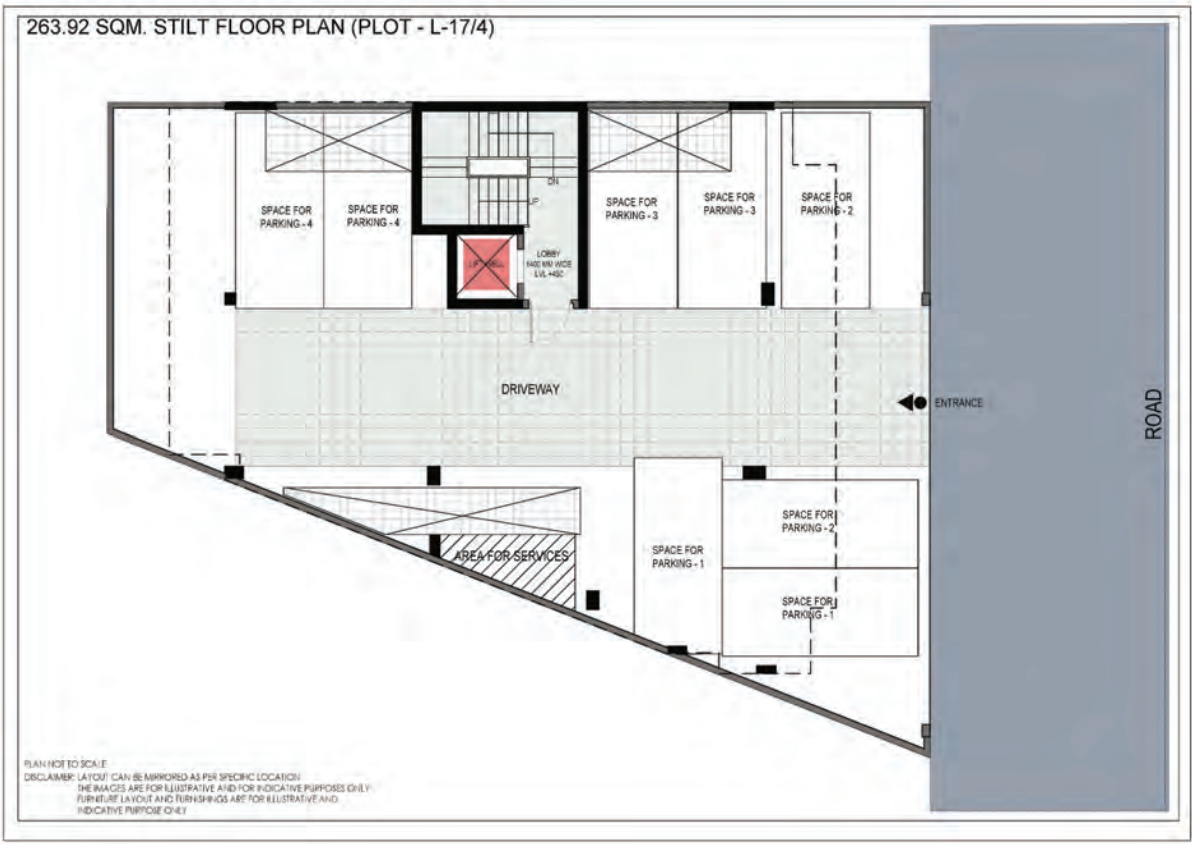 263.92 SQM. STILT FLOOR PLAN (PLOT - L-17/4)
SPACE FOR
PARKING - 4
SPACE FOR
PARKING - 4
DN
UP
LOBBY
LVL +450
SPACE FOR
PARKING - 3
SPACE FOR
PARKING - 3
SPACE FOR
PARKING - 2
DRIVEWAY
ENTRANCE
ROAD
AREA FOR SERVICES
SPACE FOR
PARKING - 1
SPACE FOR
PARKING - 2
SPACE FOR
PARKING - 1
PLAN NOT TO SCALE
DISCLAIMER: LAYOUT CAN BE MIRRORED AS PER SPECIFIC LOCATION
THE IMAGES ARE FOR ILLUSTRATIVE AND FOR INDICATIVE PURPOSES ONLY
FURNITURE LAYOUT AND FURNISHINGS ARE FOR ILLUSTRATIVE AND
INDICATIVE PURPOSE ONLY